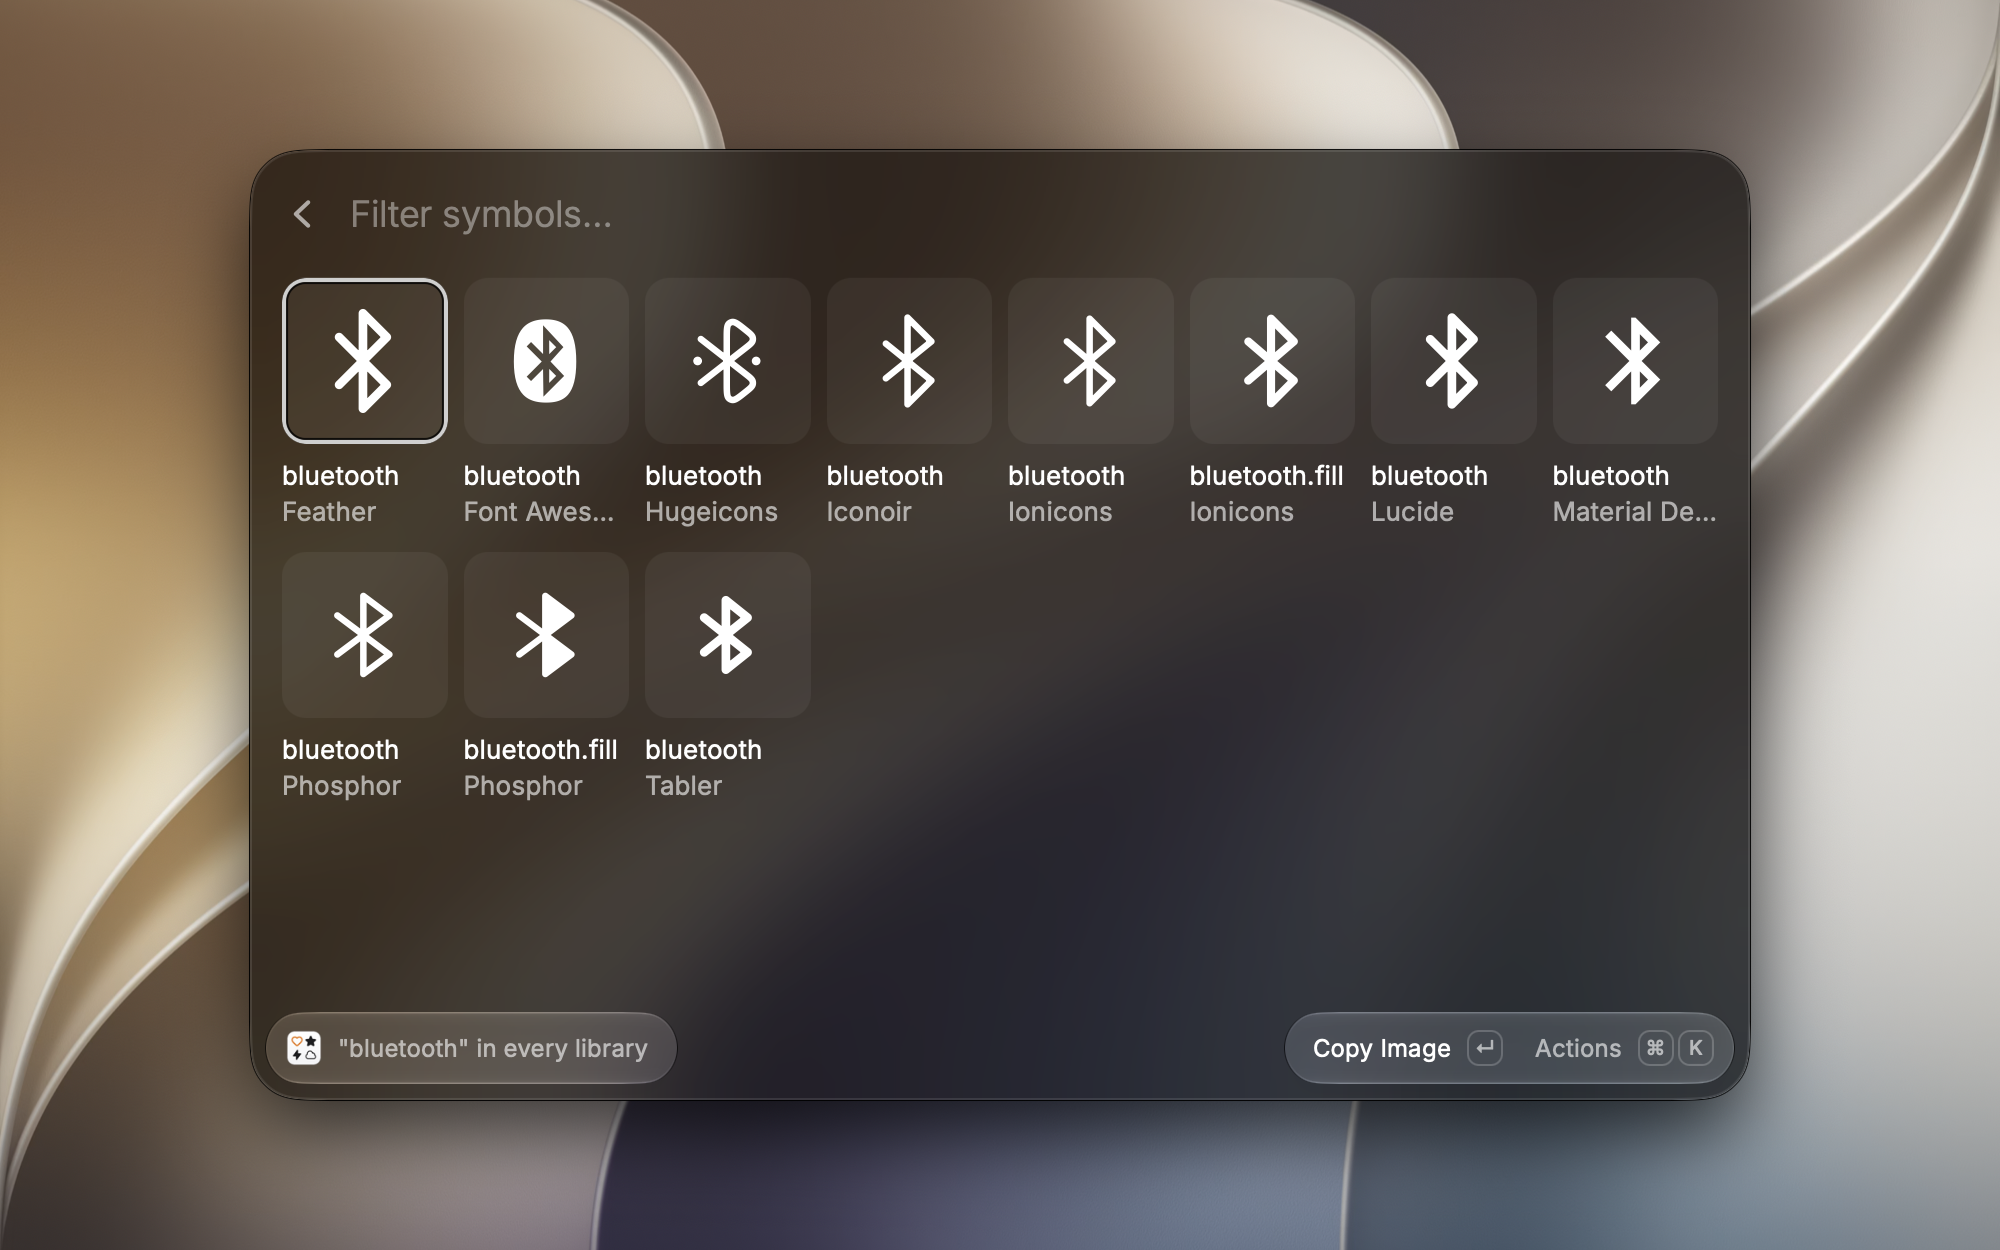 Filter symbols...
bluetooth
Feather
bluetooth
Font Awes...
bluetooth
Hugeicons
bluetooth
Iconoir
bluetooth
Ionicons
bluetooth.fill
Ionicons
bluetooth
Lucide
bluetooth
Material De...
bluetooth
Phosphor
bluetooth.fill
Phosphor
bluetooth
Tabler
"bluetooth" in every library
Copy Image ↵ Actions ⌘ K